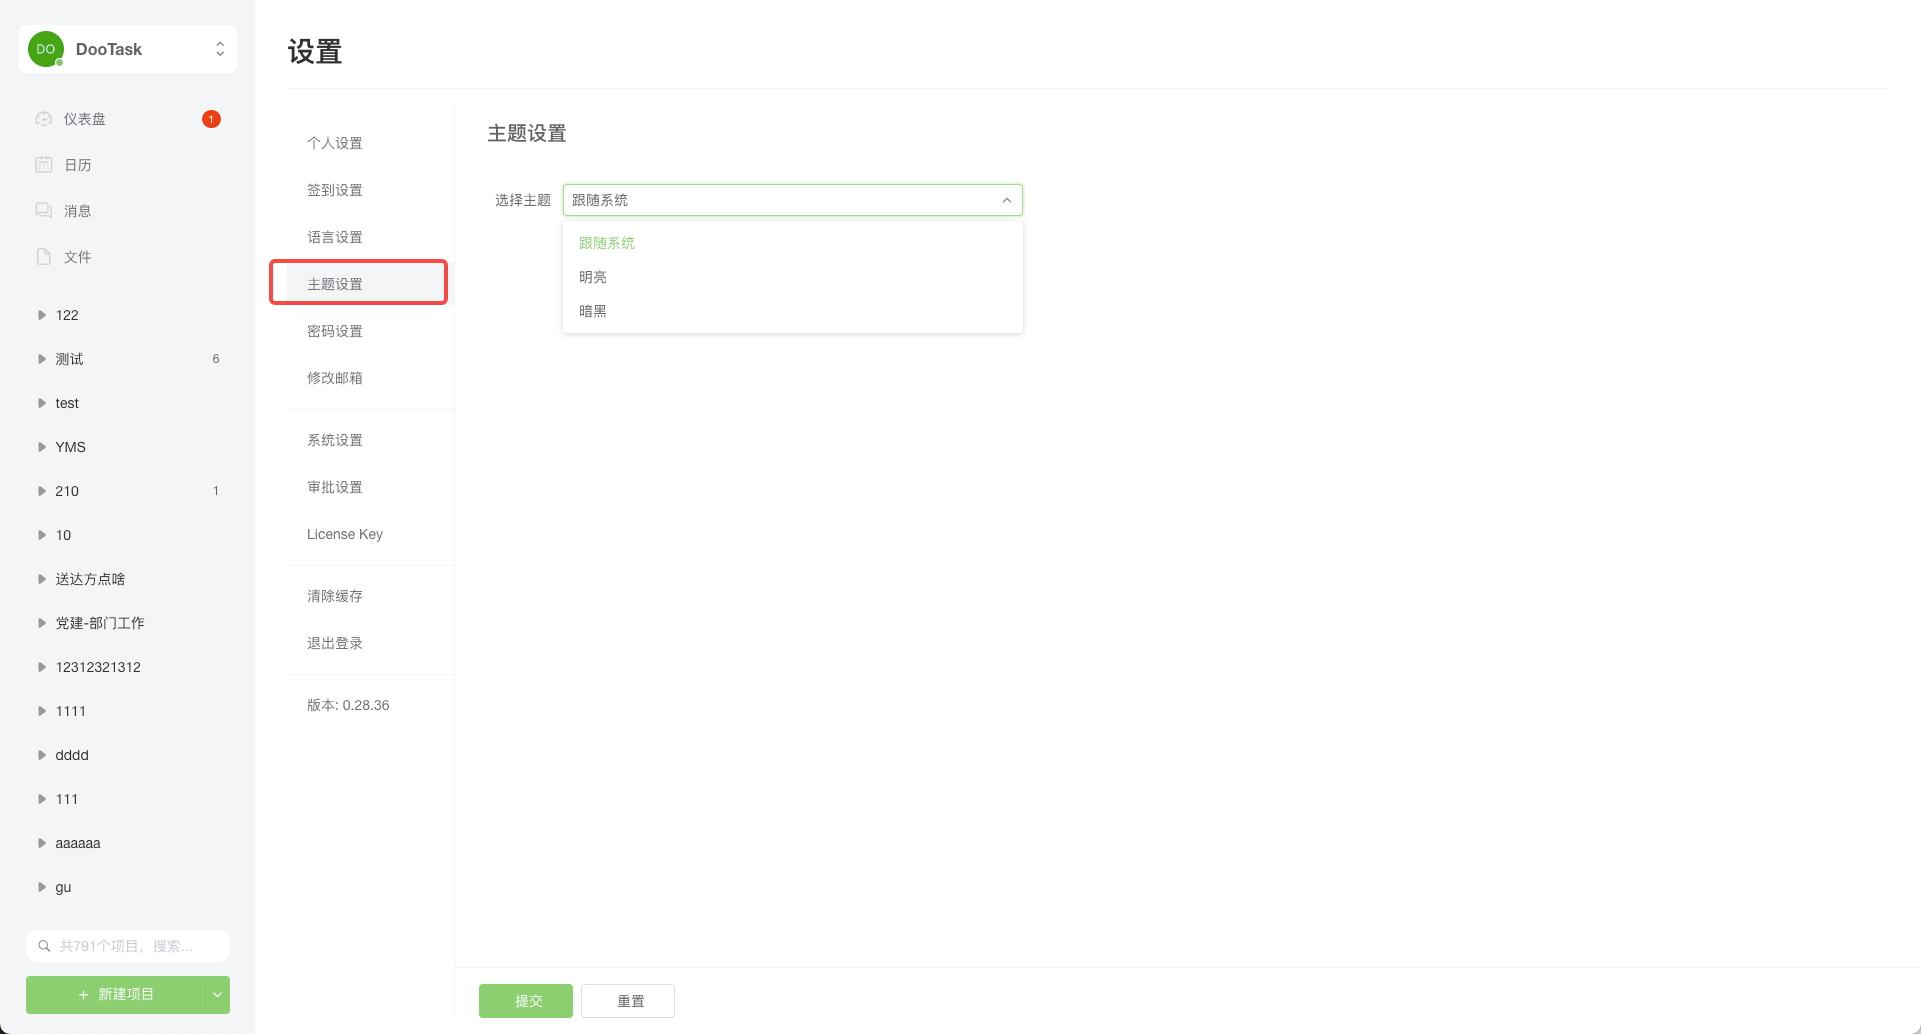 DO
DooTask
仪表盘
1
日历
消息
文件
122
测试
6
test
YMS
210
1
10
送达方点啥
党建-部门工作
12312321312
1111
dddd
111
aaaaaa
gu
共791个项目，搜索...
新建项目
设置
个人设置
签到设置
语言设置
主题设置
密码设置
修改邮箱
系统设置
审批设置
License Key
清除缓存
退出登录
版本: 0.28.36
主题设置
选择主题
跟随系统
跟随系统
明亮
暗黑
提交
重置